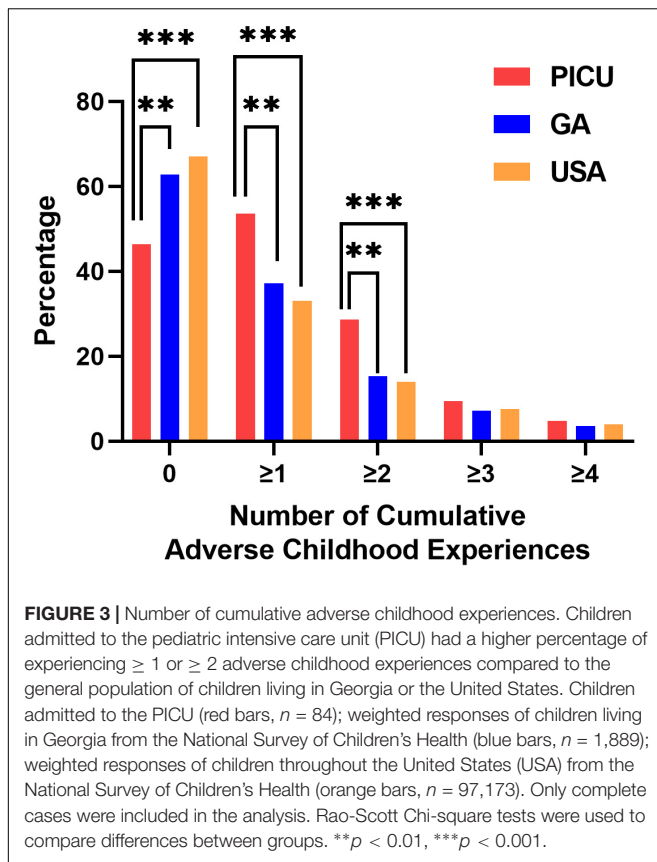 ***
***
**
**
***
**
PICU
GA
USA
80
60
40
20
0
Percentage
0 ≥1 ≥2 ≥3 ≥4
Number of Cumulative
Adverse Childhood Experiences
FIGURE 3 | Number of cumulative adverse childhood experiences. Children
admitted to the pediatric intensive care unit (PICU) had a higher percentage of
experiencing ≥ 1 or ≥ 2 adverse childhood experiences compared to the
general population of children living in Georgia or the United States. Children
admitted to the PICU (red bars, n = 84); weighted responses of children living
in Georgia from the National Survey of Children's Health (blue bars, n = 1,889);
weighted responses of children throughout the United States (USA) from the
National Survey of Children's Health (orange bars, n = 97,173). Only complete
cases were included in the analysis. Rao-Scott Chi-square tests were used to
compare differences between groups. **p < 0.01, ***p < 0.001.